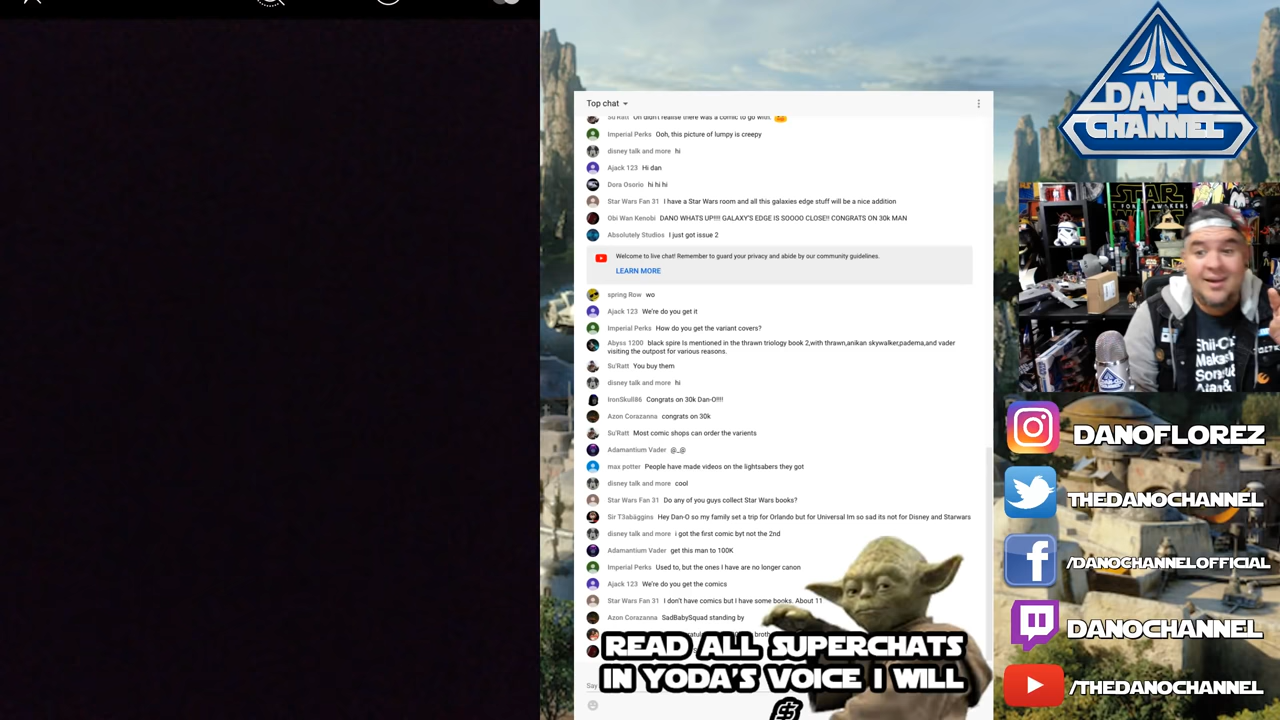 Top chat
Su'Ratt Oh didn't realise there was a comic to go with
Imperial Perks Ooh, this picture of lumpy is creepy
disney talk and more hi
Ajack 123 Hi dan
Dora Osorio hi hi hi
Star Wars Fan 31 I have a Star Wars room and all this galaxies edge stuff will be a nice addition
Obi Wan Kenobi DANO WHATS UP!!!! GALAXY'S EDGE IS SOOOO CLOSE!! CONGRATS ON 30k MAN
Absolutely Studios I just got issue 2
Welcome to live chat! Remember to guard your privacy and abide by our community guidelines.
LEARN MORE
spring Row wo
Ajack 123 We're do you get it
Imperial Perks How do you get the variant covers?
Abyss 1200 black spire Is mentioned in the thrawn triology book 2,with thrawn,anikan skywalker,padema,and vader
visiting the outpost for various reasons.
Su'Ratt You buy them
disney talk and more hi
IronSkull86 Congrats on 30k Dan-O!!!!
Azon Corazanna congrats on 30k
Su'Ratt Most comic shops can order the varients
Adamantium Vader @_@
max potter People have made videos on the lightsabers they got
disney talk and more cool
Star Wars Fan 31 Do any of you guys collect Star Wars books?
Sir T3abäggins Hey Dan-O so my family set a trip for Orlando but for Universal Im so sad its not for Disney and Starwars
disney talk and more i got the first comic byt not the 2nd
Adamantium Vader get this man to 100K
Imperial Perks Used to, but the ones I have are no longer canon
Ajack 123 We're do you get the comics
Star Wars Fan 31 I don't have comics but I have some books. About 11
Azon Corazanna SadBabySquad standing by
READ ALL SUPERCHATS
IN YODA'S VOICE I WILL
Say
$
THE
DAN-O
CHANNEL
STAR
WARS
DANOFLOREZ
THEDANOCHANNEL
/DANOCHANNELOFFICIAL
DANOCHANNEL
/THEDANOCHANNEL